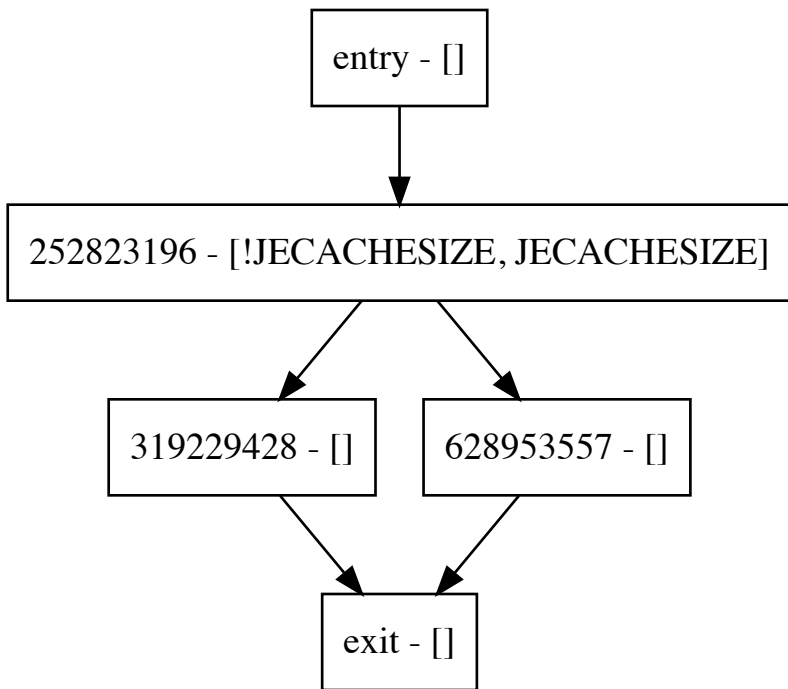 entry - []
252823196 - [!JECACHESIZE, JECACHESIZE]
319229428 - []
628953557 - []
exit - []